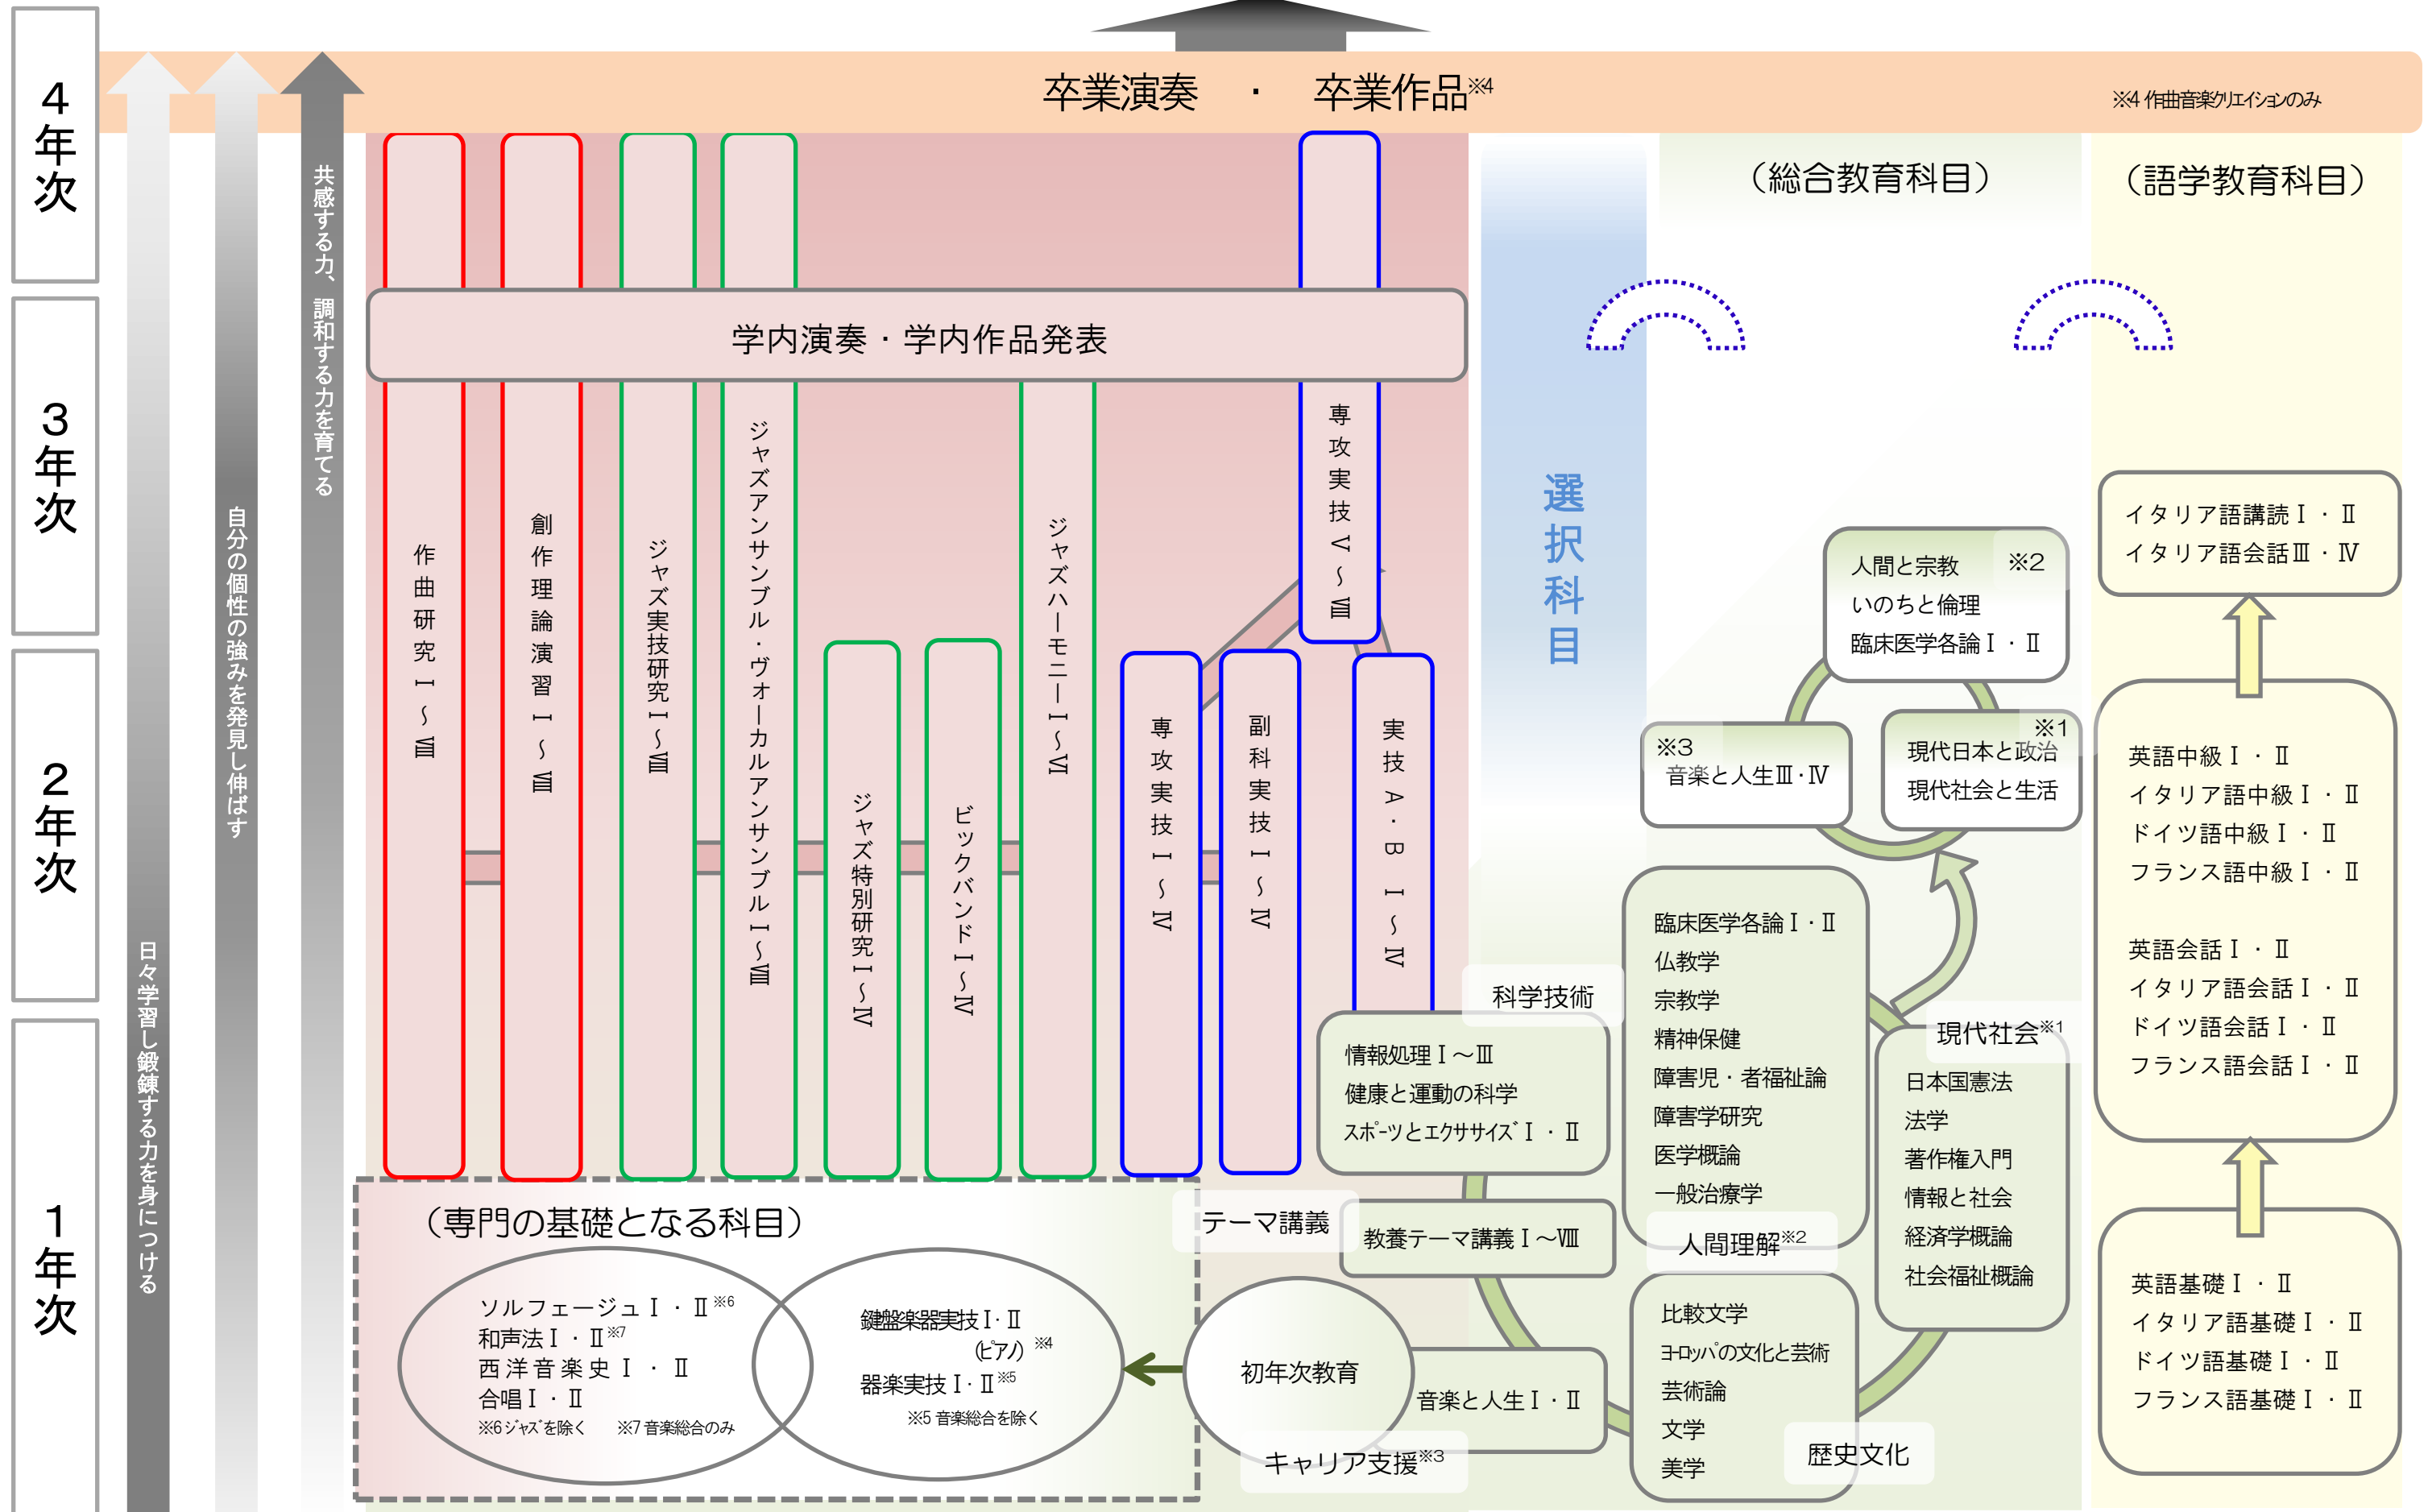 卒業演奏　・　卒業作品※4
※4 作曲音楽クリエイションのみ
4年次
3年次
2年次
1年次
日々学習し鍛錬する力を身につける
自分の個性の強みを発見し伸ばす
共感する力、調和する力を育てる
学内演奏・学内作品発表
作曲研究Ⅰ～Ⅷ
創作理論演習Ⅰ～Ⅷ
ジャズ実技研究Ⅰ～Ⅷ
ジャズアンサンブル・ヴォーカルアンサンブルⅠ～Ⅷ
ジャズ特別研究Ⅰ～Ⅳ
ビックバンドⅠ～Ⅳ
ジャズハーモニーⅠ～Ⅵ
専攻実技Ⅰ～Ⅳ
副科実技Ⅰ～Ⅳ
専攻実技Ⅴ～Ⅷ
実技A・B Ⅰ～Ⅳ
選択科目
（総合教育科目）
（語学教育科目）
人間と宗教
※2
いのちと倫理
臨床医学各論Ⅰ・Ⅱ
※3
音楽と人生Ⅲ・Ⅳ
※1
現代日本と政治
現代社会と生活
科学技術
情報処理Ⅰ～Ⅲ
健康と運動の科学
スポーツとエクササイズⅠ・Ⅱ
テーマ講義
教養テーマ講義Ⅰ～Ⅷ
臨床医学各論Ⅰ・Ⅱ
仏教学
宗教学
精神保健
障害児・者福祉論
障害学研究
医学概論
一般治療学
人間理解※2
現代社会※1
日本国憲法
法学
著作権入門
情報と社会
経済学概論
社会福祉概論
比較文学
ヨーロッパの文化と芸術
芸術論
文学
美学
歴史文化
初年次教育
音楽と人生Ⅰ・Ⅱ
キャリア支援※3
（専門の基礎となる科目）
ソルフェージュⅠ・Ⅱ※6
和声法Ⅰ・Ⅱ※7
西洋音楽史Ⅰ・Ⅱ
合唱Ⅰ・Ⅱ
※6ジャズを除く　※7 音楽総合のみ
鍵盤楽器実技Ⅰ・Ⅱ
（ピアノ）※4
器楽実技Ⅰ・Ⅱ※5
※5 音楽総合を除く
イタリア語講読Ⅰ・Ⅱ
イタリア語会話Ⅲ・Ⅳ
英語中級Ⅰ・Ⅱ
イタリア語中級Ⅰ・Ⅱ
ドイツ語中級Ⅰ・Ⅱ
フランス語中級Ⅰ・Ⅱ
英語会話Ⅰ・Ⅱ
イタリア語会話Ⅰ・Ⅱ
ドイツ語会話Ⅰ・Ⅱ
フランス語会話Ⅰ・Ⅱ
英語基礎Ⅰ・Ⅱ
イタリア語基礎Ⅰ・Ⅱ
ドイツ語基礎Ⅰ・Ⅱ
フランス語基礎Ⅰ・Ⅱ